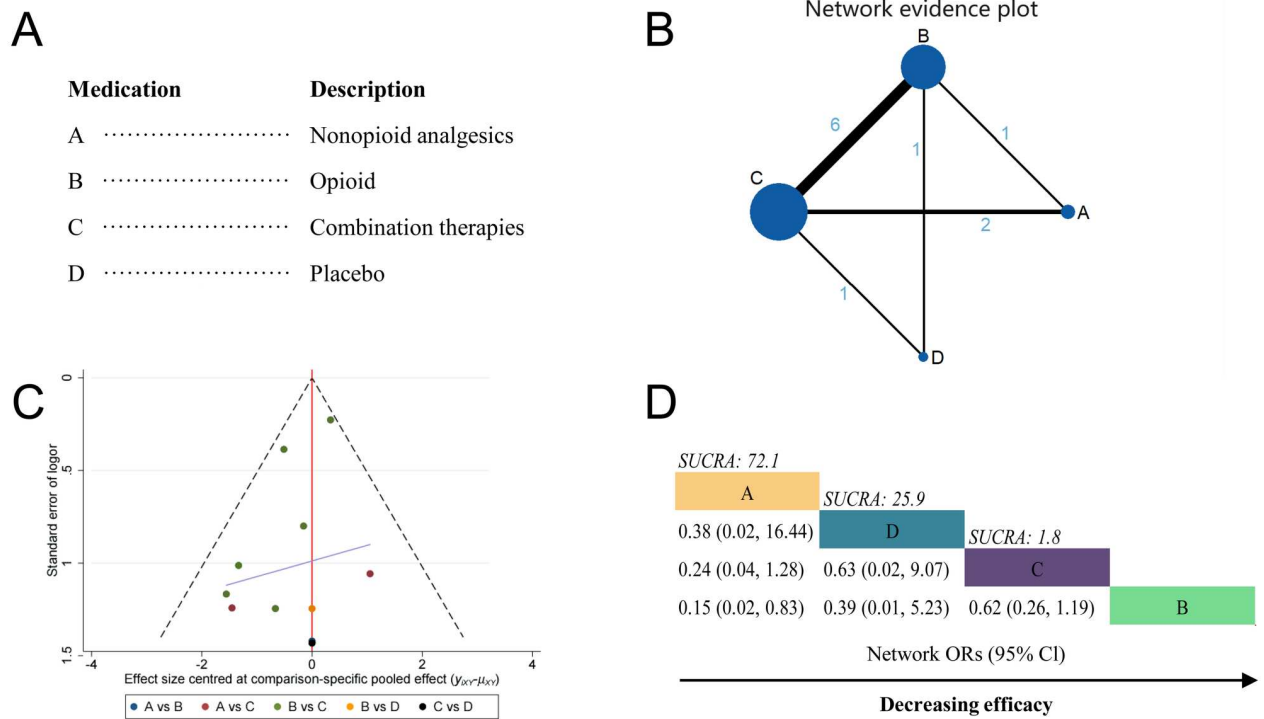 A
Medication Description
A ························ Nonopioid analgesics
B ························ Opioid
C ························ Combination therapies
D ························ Placebo
B
Network evidence plot
B
6
1
1
C
A
2
1
D
C
0
.5
1
1.5
Standard error of logor
-4 -2 0 2 4
Effect size centred at comparison-specific pooled effect (yiXY-μXY)
A vs B A vs C B vs C B vs D C vs D
D
SUCRA: 72.1
A SUCRA: 25.9
0.38 (0.02, 16.44) D SUCRA: 1.8
0.24 (0.04, 1.28) 0.63 (0.02, 9.07) C
0.15 (0.02, 0.83) 0.39 (0.01, 5.23) 0.62 (0.26, 1.19) B
Network ORs (95% Cl)
Decreasing efficacy